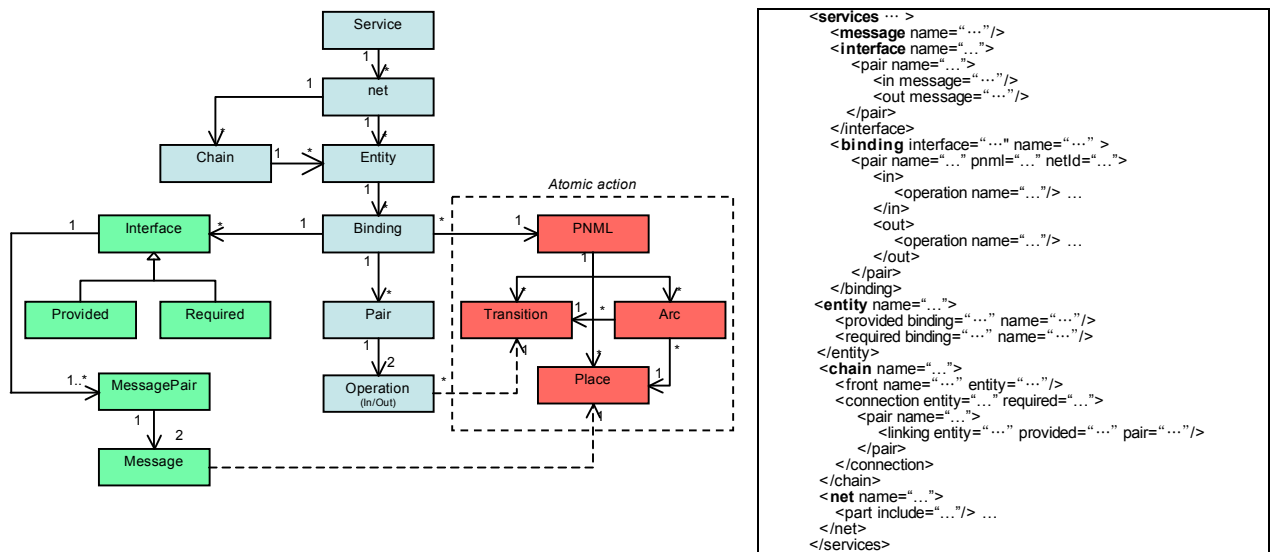 Service
1
*
net
1
1
*
*
Chain
1
*
Entity
1
*
Atomic action
Interface
*
1
Binding
*
1
PNML
1
1
1
*
*
*
Provided
Required
Pair
Transition
1
*
Arc
1
2
1
*
*
1..*
MessagePair
Operation
(In/Out)
*
Place
1
1
1
2
Message
<services ⋯ >
<message name="⋯"/>
<interface name="…">
<pair name="…">
<in message="⋯"/>
<out message="⋯"/>
</pair>
</interface>
<binding interface="⋯" name="⋯" >
<pair name="…" pnml="…" netId="…">
<in>
<operation name="…"/> …
</in>
<out>
<operation name="…"/> …
</out>
</pair>
</binding>
<entity name="…">
<provided binding="⋯" name="⋯"/>
<required binding="⋯" name="⋯"/>
</entity>
<chain name="…">
<front name="⋯" entity="⋯"/>
<connection entity="…" required="…">
<pair name="…">
<linking entity="⋯" provided="⋯" pair="⋯"/>
</pair>
</connection>
</chain>
<net name="…">
<part include="…"/> …
</net>
</services>